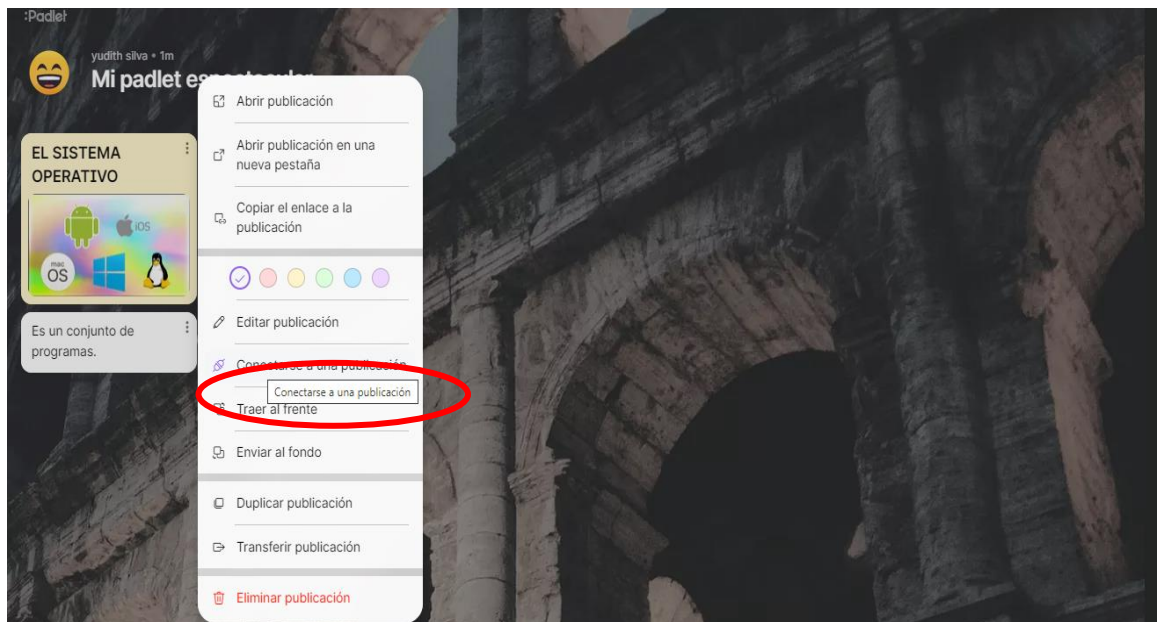 :Padlet
yudith silva • 1m
Mi padlet espectacular
EL SISTEMA
OPERATIVO
iOS
mac
OS
Es un conjunto de
programas.
Abrir publicación
Abrir publicación en una
nueva pestaña
Copiar el enlace a la
publicación
Editar publicación
Conectarse a una publicación
Conectarse a una publicación
Traer al frente
Enviar al fondo
Duplicar publicación
Transferir publicación
Eliminar publicación